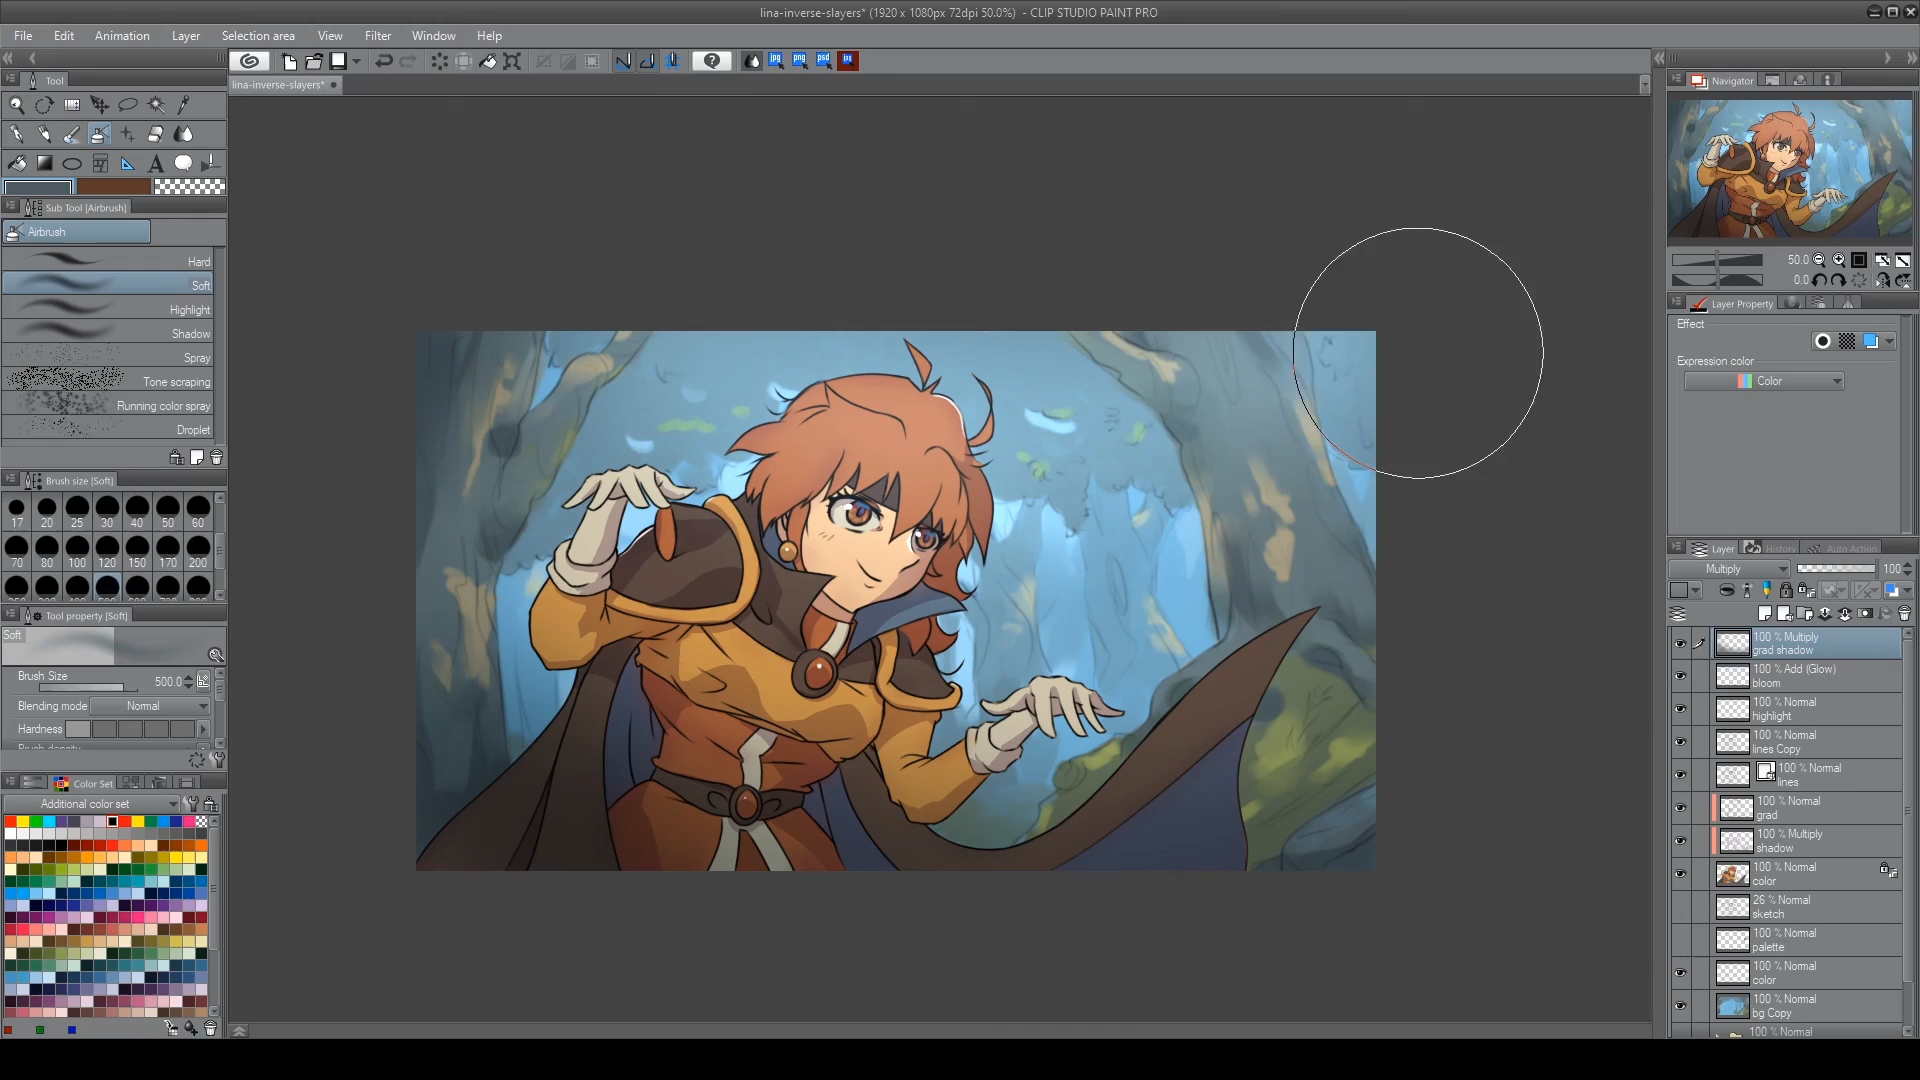 lina-inverse-slayers* (1920 x 1080px 72dpi 50.0%) - CLIP STUDIO PAINT PRO
File Edit Animation Layer Selection area View Filter Window Help
Tool
lina-inverse-slayers*
Navigator
jpg png psd
Sub Tool [Airbrush]
Airbrush
Hard
Soft
Highlight
Shadow
Spray
Tone scraping
Running color spray
Droplet
Brush size [Soft]
17 20 25 30 40 50 60
70 80 100 120 150 170 200
Tool property [Soft]
Soft
Brush Size 500.0
Blending mode Normal
Hardness
Brush density
Color Set
Additional color set
50.0
0.0
Layer Property
Effect
Expression color
Color
Layer History Auto Action
Multiply 100
100 % Multiply
grad shadow
100 % Add (Glow)
bloom
100 % Normal
highlight
100 % Normal
lines Copy
100 % Normal
lines
100 % Normal
grad
100 % Multiply
shadow
100 % Normal
color
26 % Normal
sketch
100 % Normal
palette
100 % Normal
color
100 % Normal
bg Copy
100 % Normal